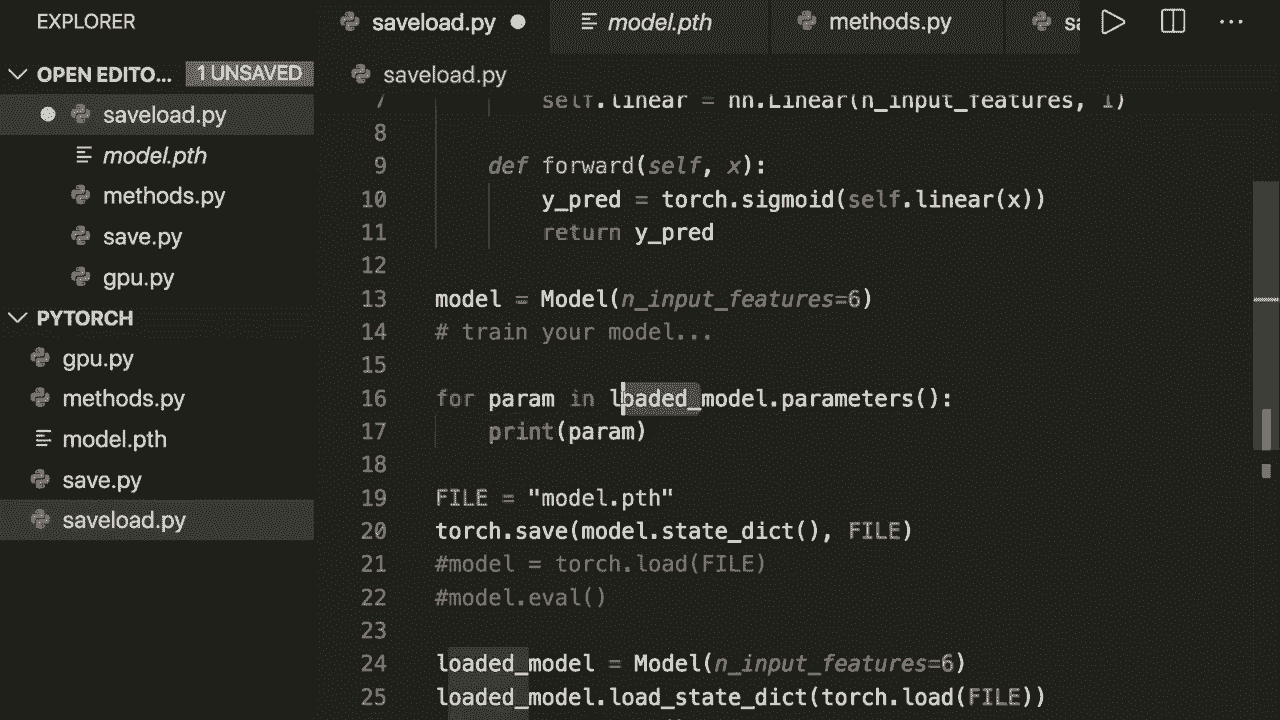 EXPLORER
OPEN EDITO... 1 UNSAVED
saveload.py
model.pth
methods.py
save.py
gpu.py
PYTORCH
gpu.py
methods.py
model.pth
save.py
saveload.py
saveload.py model.pth methods.py sa
saveload.py
7 self.linear = nn.Linear(n_input_features, 1)
8
9 def forward(self, x):
10 y_pred = torch.sigmoid(self.linear(x))
11 return y_pred
12
13 model = Model(n_input_features=6)
14 # train your model...
15
16 for param in loaded_model.parameters():
17 print(param)
18
19 FILE = "model.pth"
20 torch.save(model.state_dict(), FILE)
21 #model = torch.load(FILE)
22 #model.eval()
23
24 loaded_model = Model(n_input_features=6)
25 loaded_model.load_state_dict(torch.load(FILE))